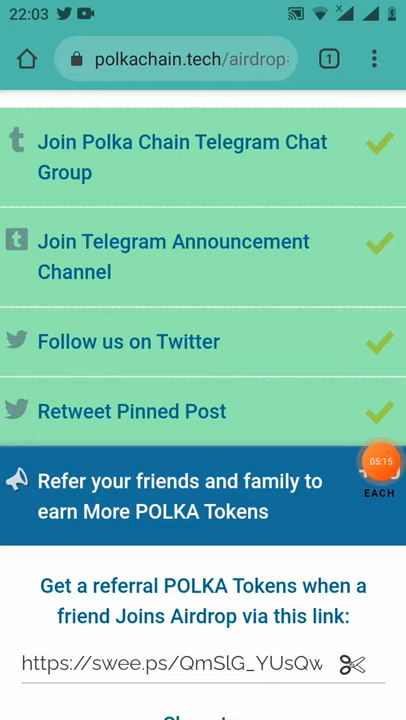 22:03
polkachain.tech/airdrop
1
Join Polka Chain Telegram Chat
Group
Join Telegram Announcement
Channel
Follow us on Twitter
Retweet Pinned Post
05:15
EACH
Refer your friends and family to
earn More POLKA Tokens
Get a referral POLKA Tokens when a
friend Joins Airdrop via this link:
https://swee.ps/QmSlG_YUsQw